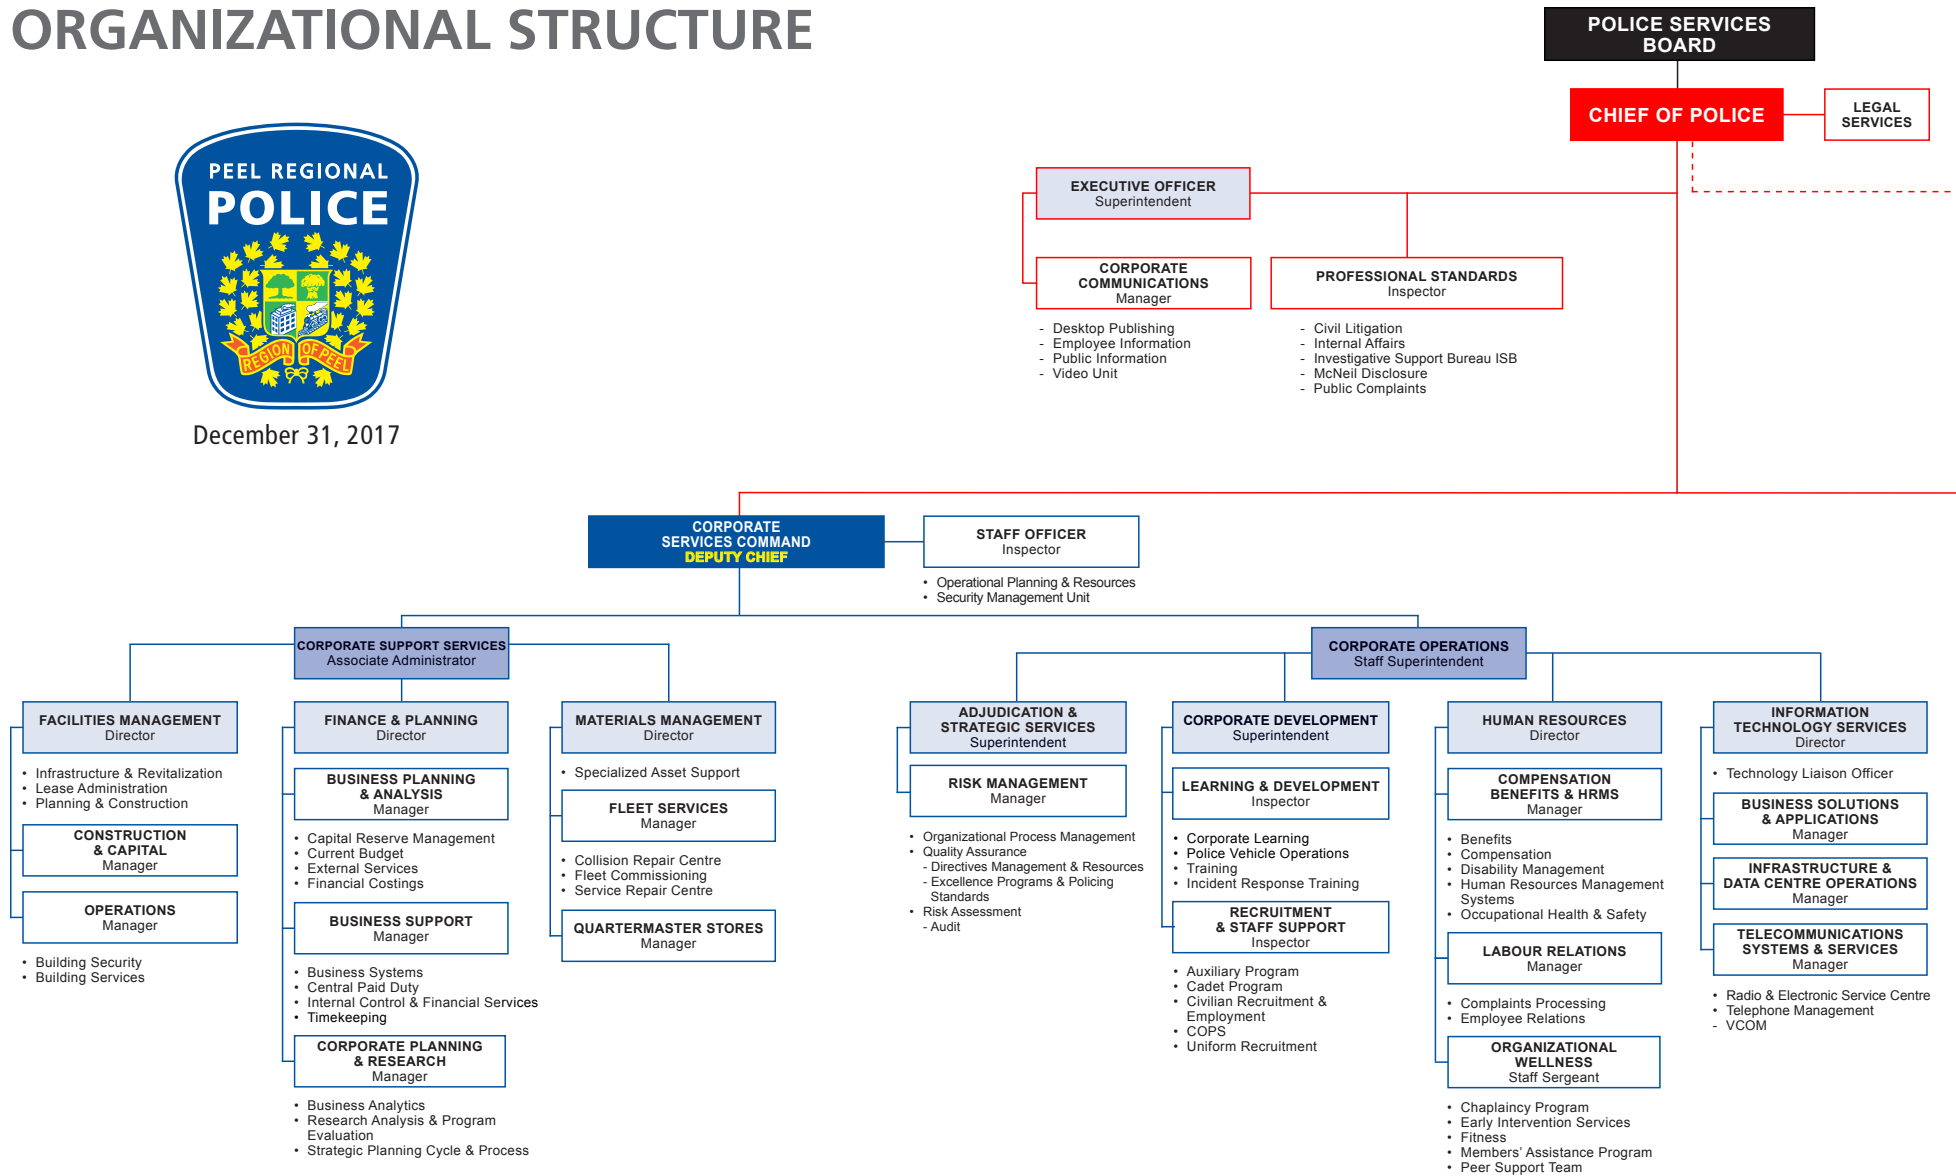 ORGANIZATIONAL STRUCTURE
POLICE SERVICES
BOARD
CHIEF OF POLICE
LEGAL
SERVICES
PEEL REGIONAL
POLICE
REGION OF PEEL
December 31, 2017
EXECUTIVE OFFICER
Superintendent
CORPORATE
COMMUNICATIONS
Manager
- Desktop Publishing
- Employee Information
- Public Information
- Video Unit
PROFESSIONAL STANDARDS
Inspector
- Civil Litigation
- Internal Affairs
- Investigative Support Bureau ISB
- McNeil Disclosure
- Public Complaints
CORPORATE
SERVICES COMMAND
DEPUTY CHIEF
STAFF OFFICER
Inspector
• Operational Planning & Resources
• Security Management Unit
CORPORATE SUPPORT SERVICES
Associate Administrator
CORPORATE OPERATIONS
Staff Superintendent
FACILITIES MANAGEMENT
Director
• Infrastructure & Revitalization
• Lease Administration
• Planning & Construction
CONSTRUCTION
& CAPITAL
Manager
OPERATIONS
Manager
• Building Security
• Building Services
FINANCE & PLANNING
Director
BUSINESS PLANNING
& ANALYSIS
Manager
• Capital Reserve Management
• Current Budget
• External Services
• Financial Costings
BUSINESS SUPPORT
Manager
• Business Systems
• Central Paid Duty
• Internal Control & Financial Services
• Timekeeping
CORPORATE PLANNING
& RESEARCH
Manager
• Business Analytics
• Research Analysis & Program
Evaluation
• Strategic Planning Cycle & Process
MATERIALS MANAGEMENT
Director
• Specialized Asset Support
FLEET SERVICES
Manager
• Collision Repair Centre
• Fleet Commissioning
• Service Repair Centre
QUARTERMASTER STORES
Manager
ADJUDICATION &
STRATEGIC SERVICES
Superintendent
RISK MANAGEMENT
Manager
• Organizational Process Management
• Quality Assurance
- Directives Management & Resources
- Excellence Programs & Policing
Standards
• Risk Assessment
- Audit
CORPORATE DEVELOPMENT
Superintendent
LEARNING & DEVELOPMENT
Inspector
• Corporate Learning
• Police Vehicle Operations
• Training
• Incident Response Training
RECRUITMENT
& STAFF SUPPORT
Inspector
• Auxiliary Program
• Cadet Program
• Civilian Recruitment &
Employment
• COPS
• Uniform Recruitment
HUMAN RESOURCES
Director
COMPENSATION
BENEFITS & HRMS
Manager
• Benefits
• Compensation
• Disability Management
• Human Resources Management
Systems
• Occupational Health & Safety
LABOUR RELATIONS
Manager
• Complaints Processing
• Employee Relations
ORGANIZATIONAL
WELLNESS
Staff Sergeant
• Chaplaincy Program
• Early Intervention Services
• Fitness
• Members' Assistance Program
• Peer Support Team
INFORMATION
TECHNOLOGY SERVICES
Director
• Technology Liaison Officer
BUSINESS SOLUTIONS
& APPLICATIONS
Manager
INFRASTRUCTURE &
DATA CENTRE OPERATIONS
Manager
TELECOMMUNICATIONS
SYSTEMS & SERVICES
Manager
• Radio & Electronic Service Centre
• Telephone Management
- VCOM